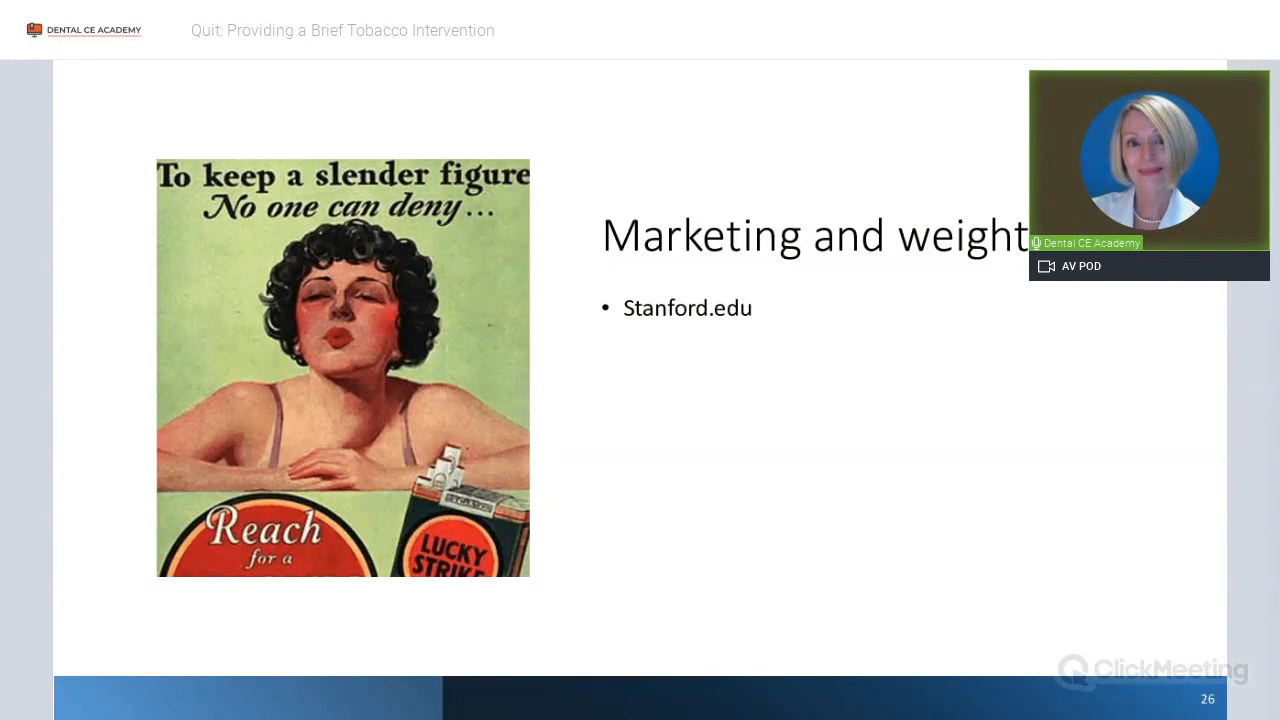 DENTAL CE ACADEMY
Quit: Providing a Brief Tobacco Intervention
To keep a slender figure
No one can deny...
Reach
for a
LUCKY
STRIKE
Marketing and weight
• Stanford.edu
Dental CE Academy
AV POD
ClickMeeting
26